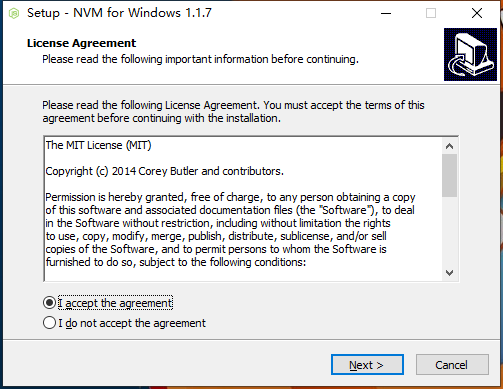 Setup - NVM for Windows 1.1.7
License Agreement
Please read the following important information before continuing.
Please read the following License Agreement. You must accept the terms of this
agreement before continuing with the installation.
The MIT License (MIT)
Copyright (c) 2014 Corey Butler and contributors.
Permission is hereby granted, free of charge, to any person obtaining a copy
of this software and associated documentation files (the "Software"), to deal
in the Software without restriction, including without limitation the rights
to use, copy, modify, merge, publish, distribute, sublicense, and/or sell
copies of the Software, and to permit persons to whom the Software is
furnished to do so, subject to the following conditions:
I accept the agreement
I do not accept the agreement
Next >
Cancel